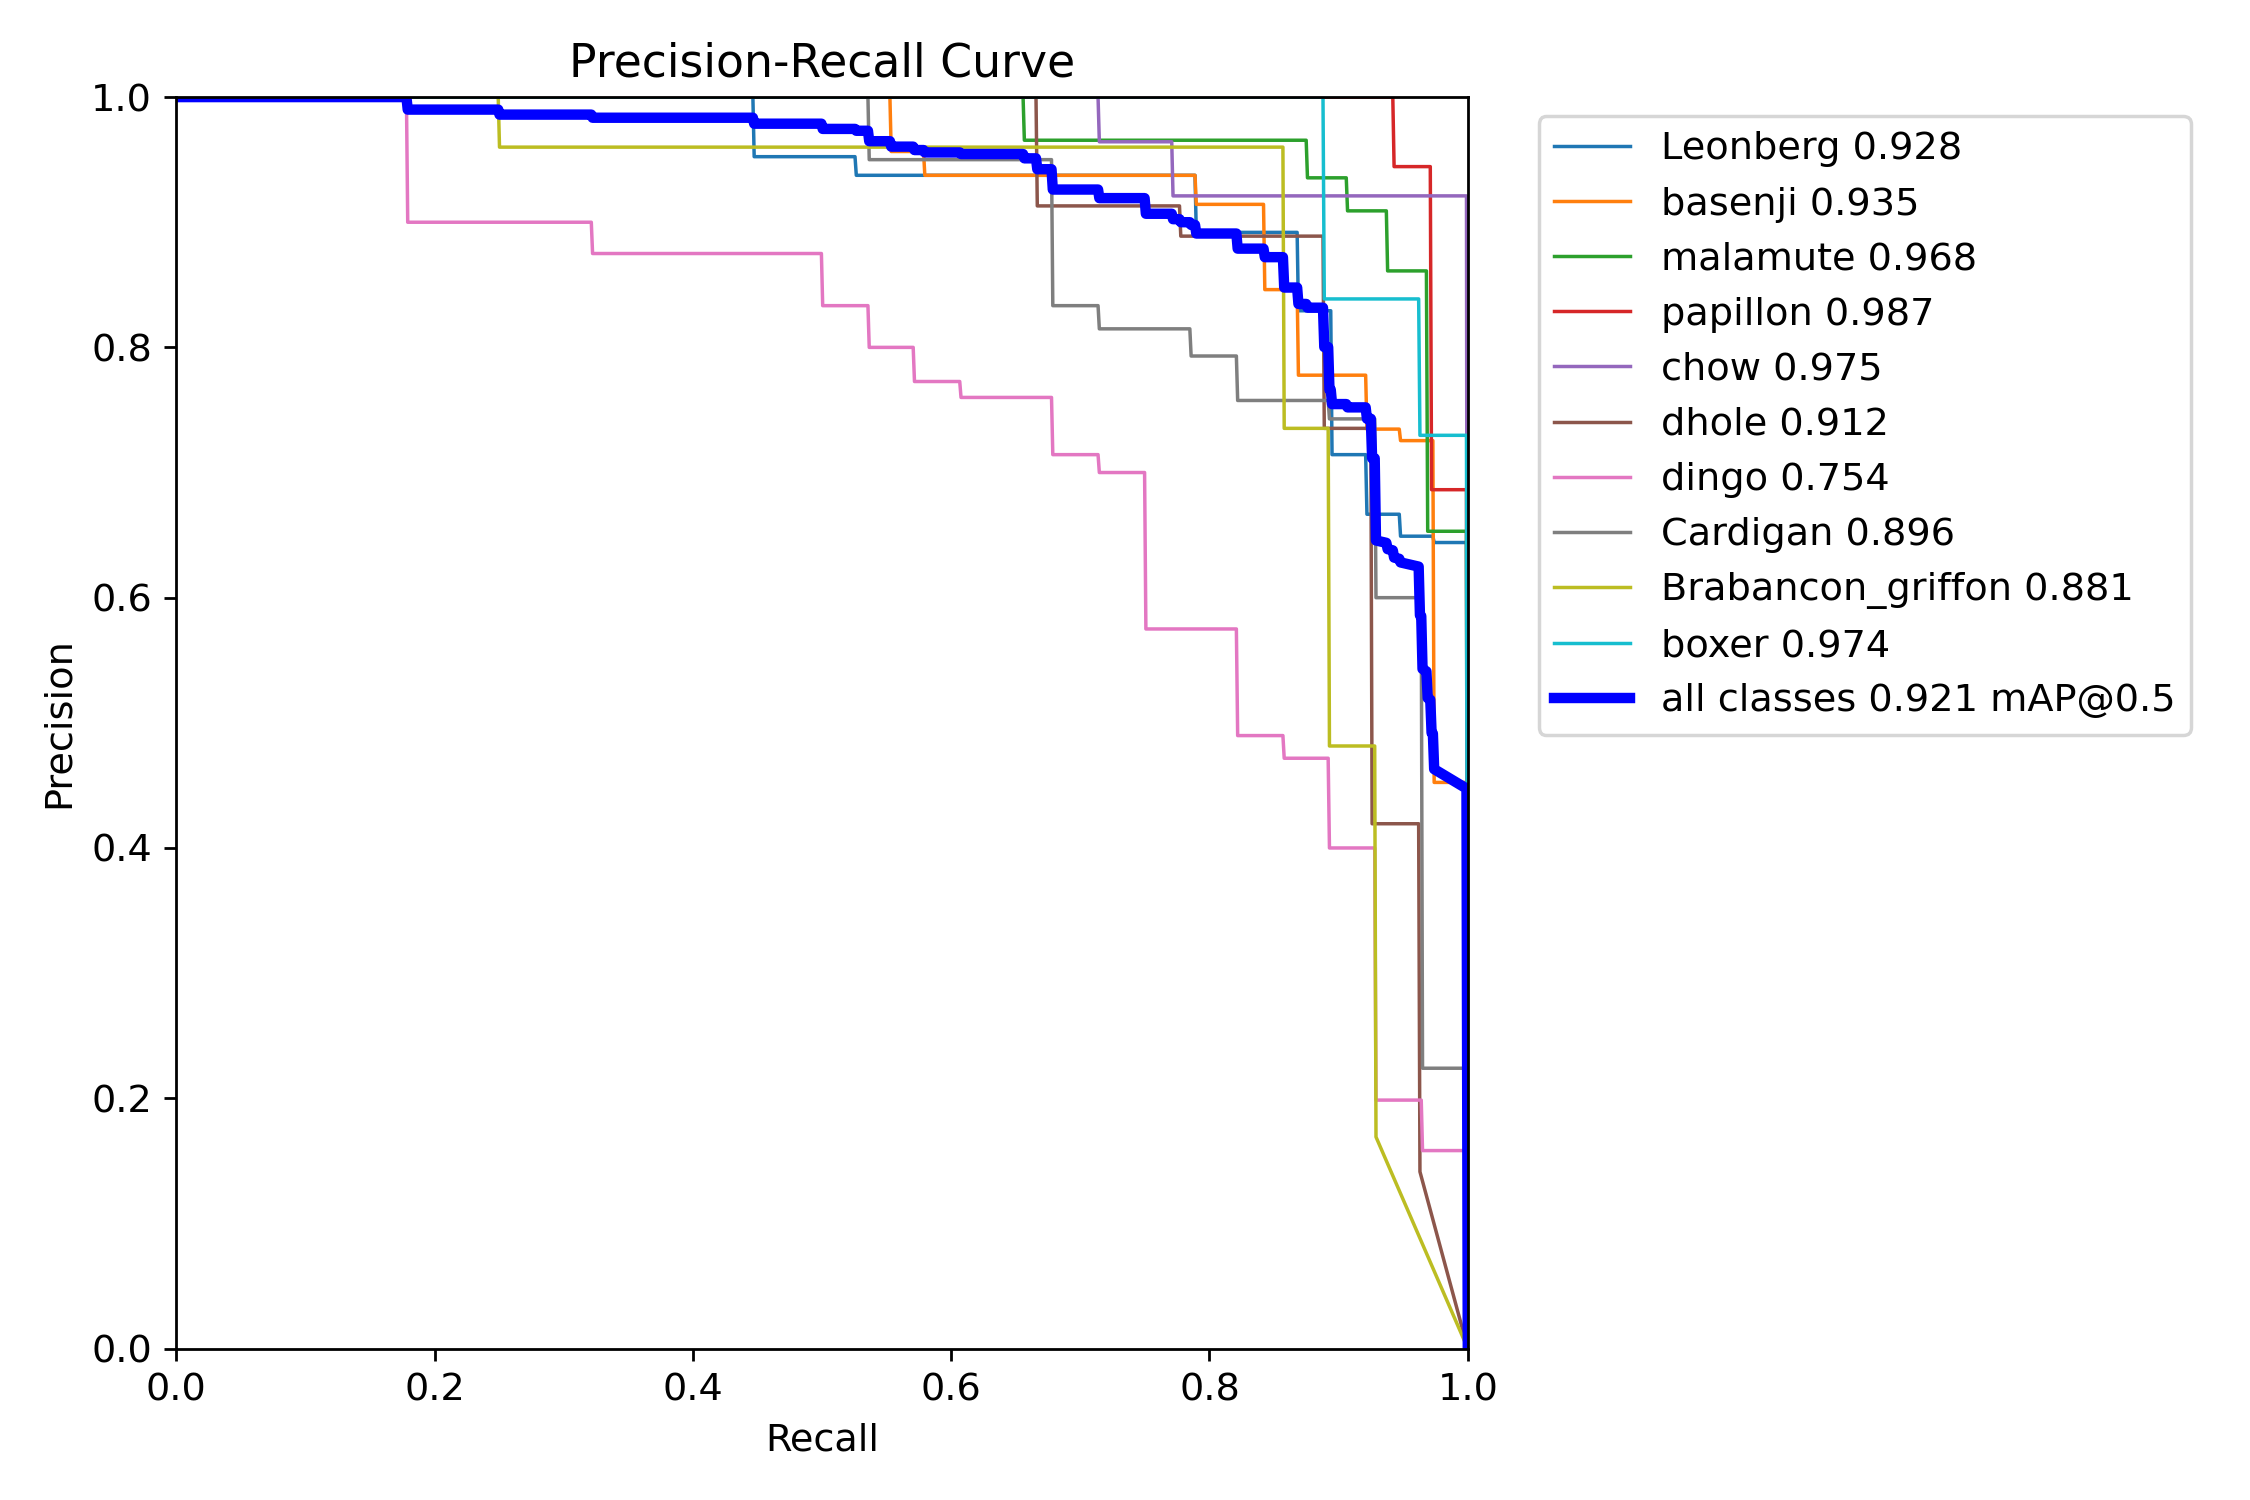 Precision-Recall Curve
1.0
0.8
0.6
0.4
0.2
0.0
Precision
0.0 0.2 0.4 0.6 0.8 1.0
Recall
Leonberg 0.928
basenji 0.935
malamute 0.968
papillon 0.987
chow 0.975
dhole 0.912
dingo 0.754
Cardigan 0.896
Brabancon_griffon 0.881
boxer 0.974
all classes 0.921 mAP@0.5